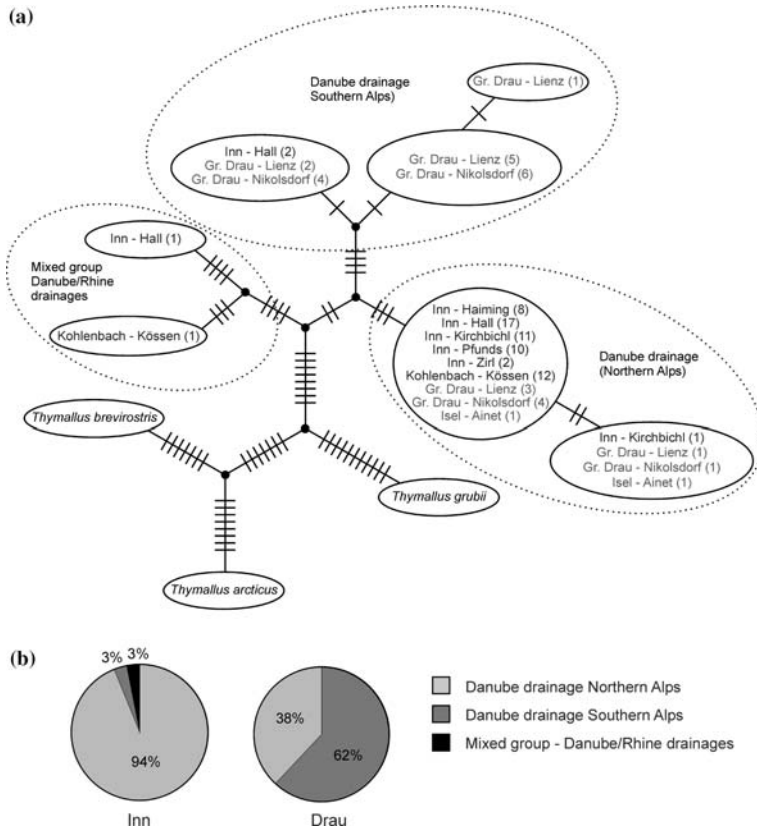 (a)
Danube drainage
Southern Alps)
Gr. Drau - Lienz (1)
Inn - Hall (2)
Gr. Drau - Lienz (2)
Gr. Drau - Nikolsdorf (4)
Gr. Drau - Lienz (5)
Gr. Drau - Nikolsdorf (6)
Inn - Hall (1)
Mixed group
Danube/Rhine
drainages
Kohlenbach - Kössen (1)
Inn - Haiming (8)
Inn - Hall (17)
Inn - Kirchbichl (11)
Inn - Pfunds (10)
Inn - Zirl (2)
Kohlenbach - Kössen (12)
Gr. Drau - Lienz (3)
Gr. Drau - Nikolsdorf (4)
Isel - Ainet (1)
Danube drainage
(Northern Alps)
Inn - Kirchbichl (1)
Gr. Drau - Lienz (1)
Gr. Drau - Nikolsdorf (1)
Isel - Ainet (1)
Thymallus brevirostris
Thymallus grubii
Thymallus arcticus
(b)
3% 3%
94%
Inn
38%
62%
Drau
Danube drainage Northern Alps
Danube drainage Southern Alps
Mixed group - Danube/Rhine drainages